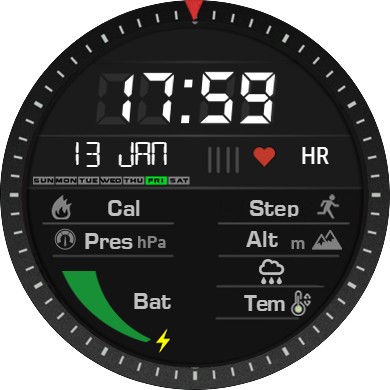 17:59
13 JAN HR
SUN MON TUE WED THU FRI SAT
Cal Step
Pres hPa Alt m
Bat Tem